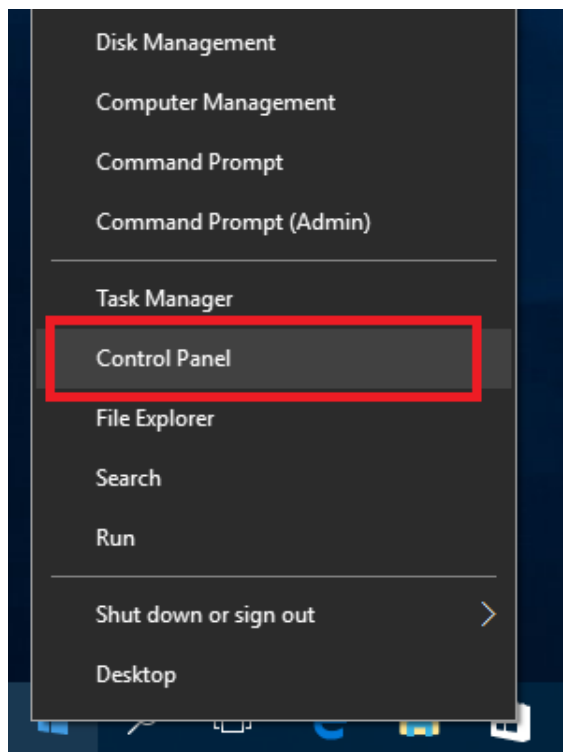 Disk Management
Computer Management
Command Prompt
Command Prompt (Admin)
Task Manager
Control Panel
File Explorer
Search
Run
Shut down or sign out
Desktop